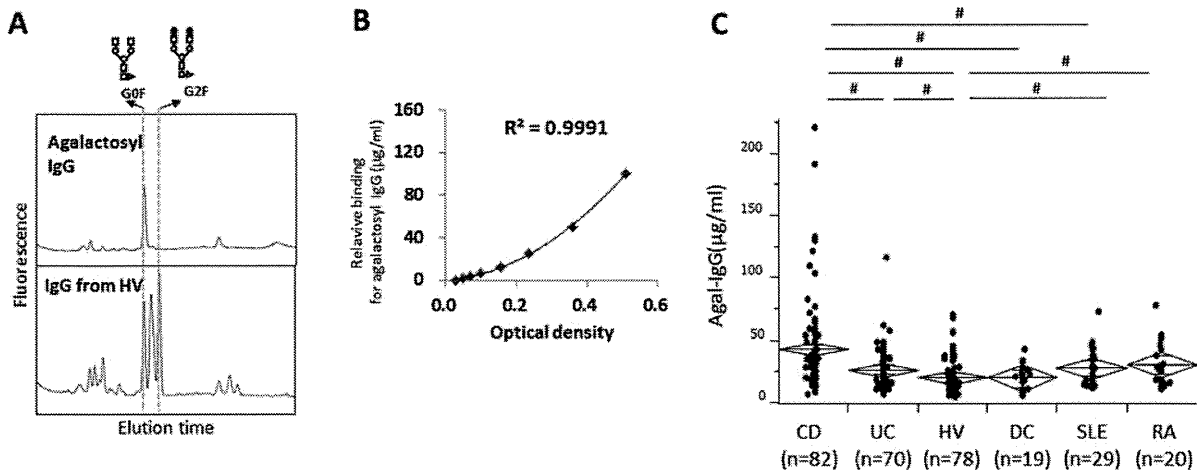 A
G0F
G2F
Agalactosyl
IgG
IgG from HV
Fluorescence
Elution time
B
R² = 0.9991
160
120
80
40
0
0.0 0.2 0.4 0.6
Relavive binding
for agalactosyl IgG (μg/ml)
Optical density
C
#
#
#
#
# #
#
200
150
100
50
0
Agal-IgG(μg/ml)
CD UC HV DC SLE RA
(n=82) (n=70) (n=78) (n=19) (n=29) (n=20)